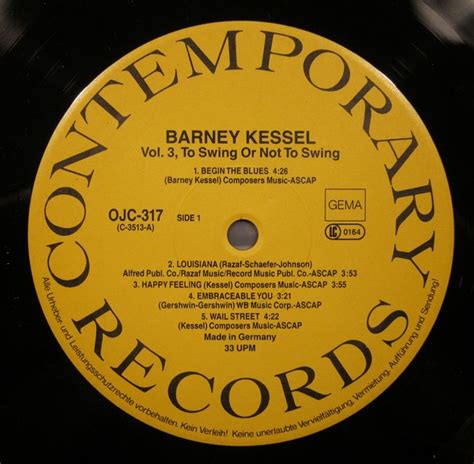 CONTEMPORARY RECORDS
BARNEY KESSEL
Vol. 3, To Swing Or Not To Swing
1. BEGIN THE BLUES 4:26
(Barney Kessel) Composers Music-ASCAP
OJC-317 SIDE 1
(C-3513-A)
GEMA
LC 0164
2. LOUISIANA (Razaf-Schaefer-Johnson)
Alfred Publ. Co./Razaf Music/Record Music Publ. Co.-ASCAP 3:53
3. HAPPY FEELING (Kessel) Composers Music-ASCAP 3:55
4. EMBRACEABLE YOU 3:21
(Gershwin-Gershwin) WB Music Corp.-ASCAP
5. WAIL STREET 4:22
(Kessel) Composers Music-ASCAP
Made in Germany
33 UPM
Alle Urheber- und Leistungsschutzrechte vorbehalten. Kein Verleih! Keine unerlaubte Vervielfältigung, Vermietung, Aufführung und Sendung!